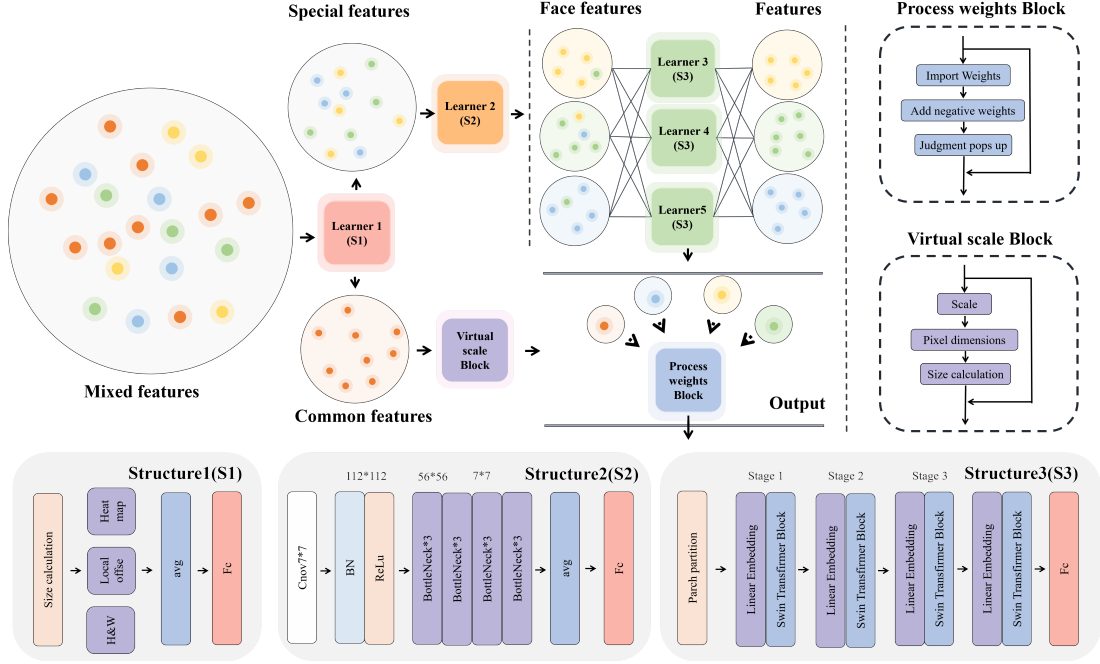 Special features
Face features
Features
Process weights Block
Learner 2
(S2)
Learner 3
(S3)
Learner 4
(S3)
Learner5
(S3)
Import Weights
Add negative weights
Judgment pops up
Learner 1
(S1)
Virtual scale Block
Scale
Pixel dimensions
Size calculation
Virtual
scale
Block
Process
weights
Block
Mixed features
Common features
Output
Structure1(S1)
Size calculation
Heat
map
Local
offse
H&W
avg
Fc
Structure2(S2)
112*112
56*56
7*7
Cnov7*7
BN
ReLu
BottleNeck*3
BottleNeck*3
BottleNeck*3
BottleNeck*3
avg
Fc
Structure3(S3)
Stage 1
Stage 2
Stage 3
Parch partition
Linear Embedding
Swin Transfirmer Block
Linear Embedding
Swin Transfirmer Block
Linear Embedding
Swin Transfirmer Block
Linear Embedding
Swin Transfirmer Block
Fc